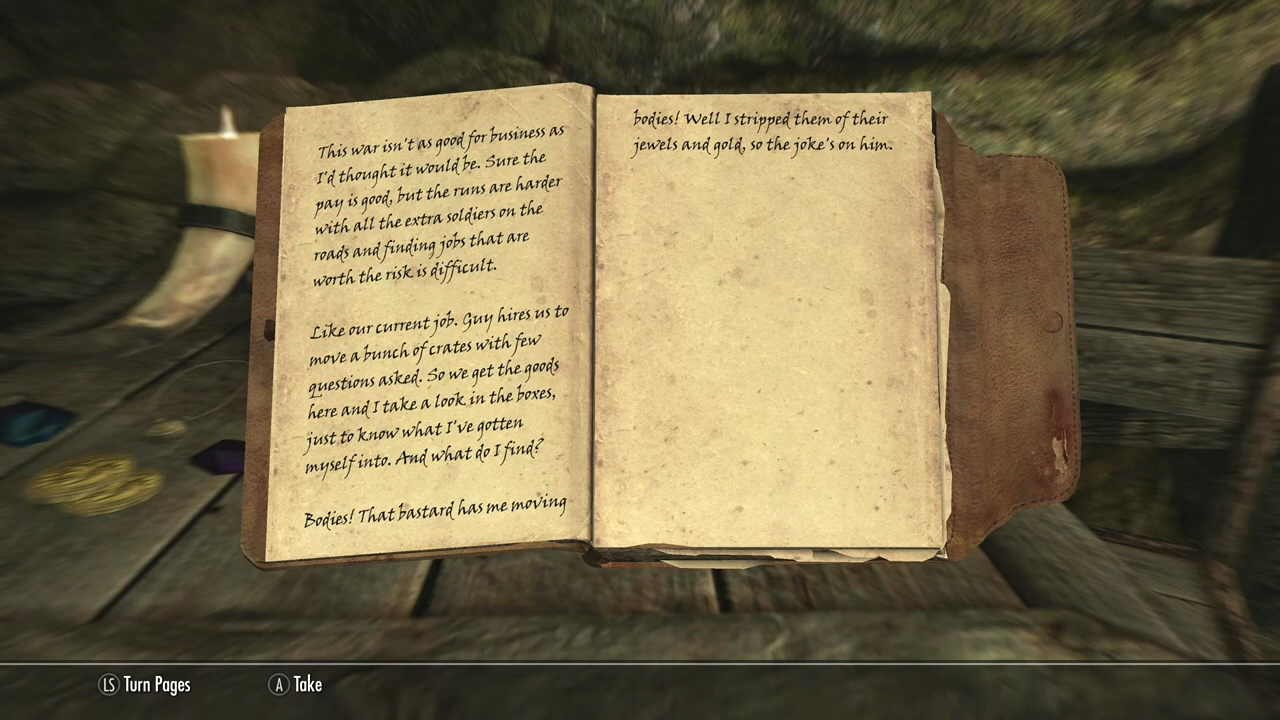 This war isn't as good for business as
I'd thought it would be. Sure the
pay is good, but the runs are harder
with all the extra soldiers on the
roads and finding jobs that are
worth the risk is difficult.
Like our current job. Guy hires us to
move a bunch of crates with few
questions asked. So we get the goods
here and I take a look in the boxes,
just to know what I've gotten
myself into. And what do I find?
Bodies! That bastard has me moving
bodies! Well I stripped them of their
jewels and gold, so the joke's on him.
LS Turn Pages
A Take